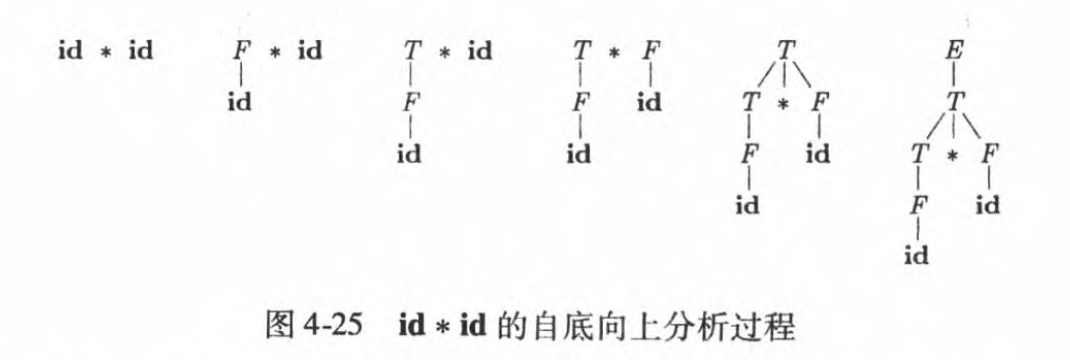 id * id F * id T * id T * F T E
id F F id T * F T
id id F id T * F
id F id
id
图 4-25 id * id 的自底向上分析过程